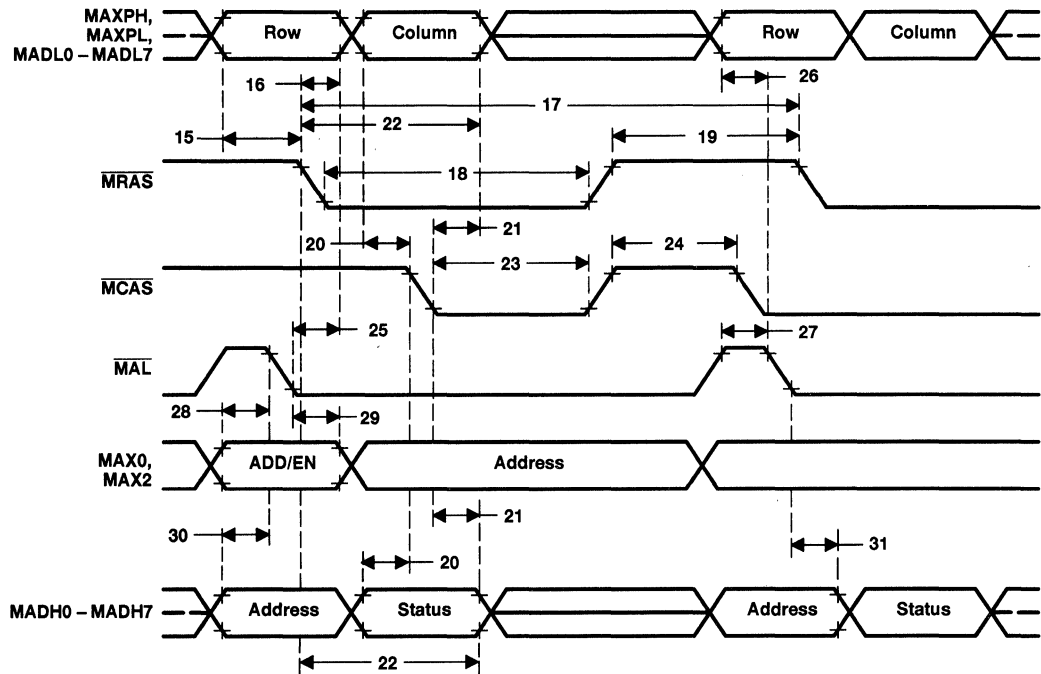 MAXPH,
MAXPL,
MADL0 – MADL7
Row
Column
Row
Column
16
26
17
15
22
19
MRAS
18
20
21
24
23
MCAS
25
27
MAL
28
29
MAX0,
MAX2
ADD/EN
Address
21
30
31
20
MADH0 – MADH7
Address
Status
Address
Status
22